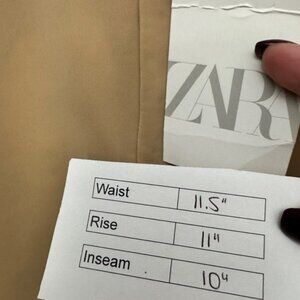 ZARA
Waist 11.5"
Rise 11"
Inseam 10"